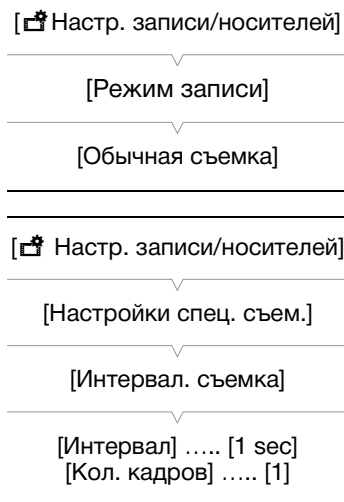 [Настр. записи/носителей]
[Режим записи]
[Обычная съемка]
[Настр. записи/носителей]
[Настройки спец. съем.]
[Интервал. съемка]
[Интервал] ..... [1 sec]
[Кол. кадров] ..... [1]